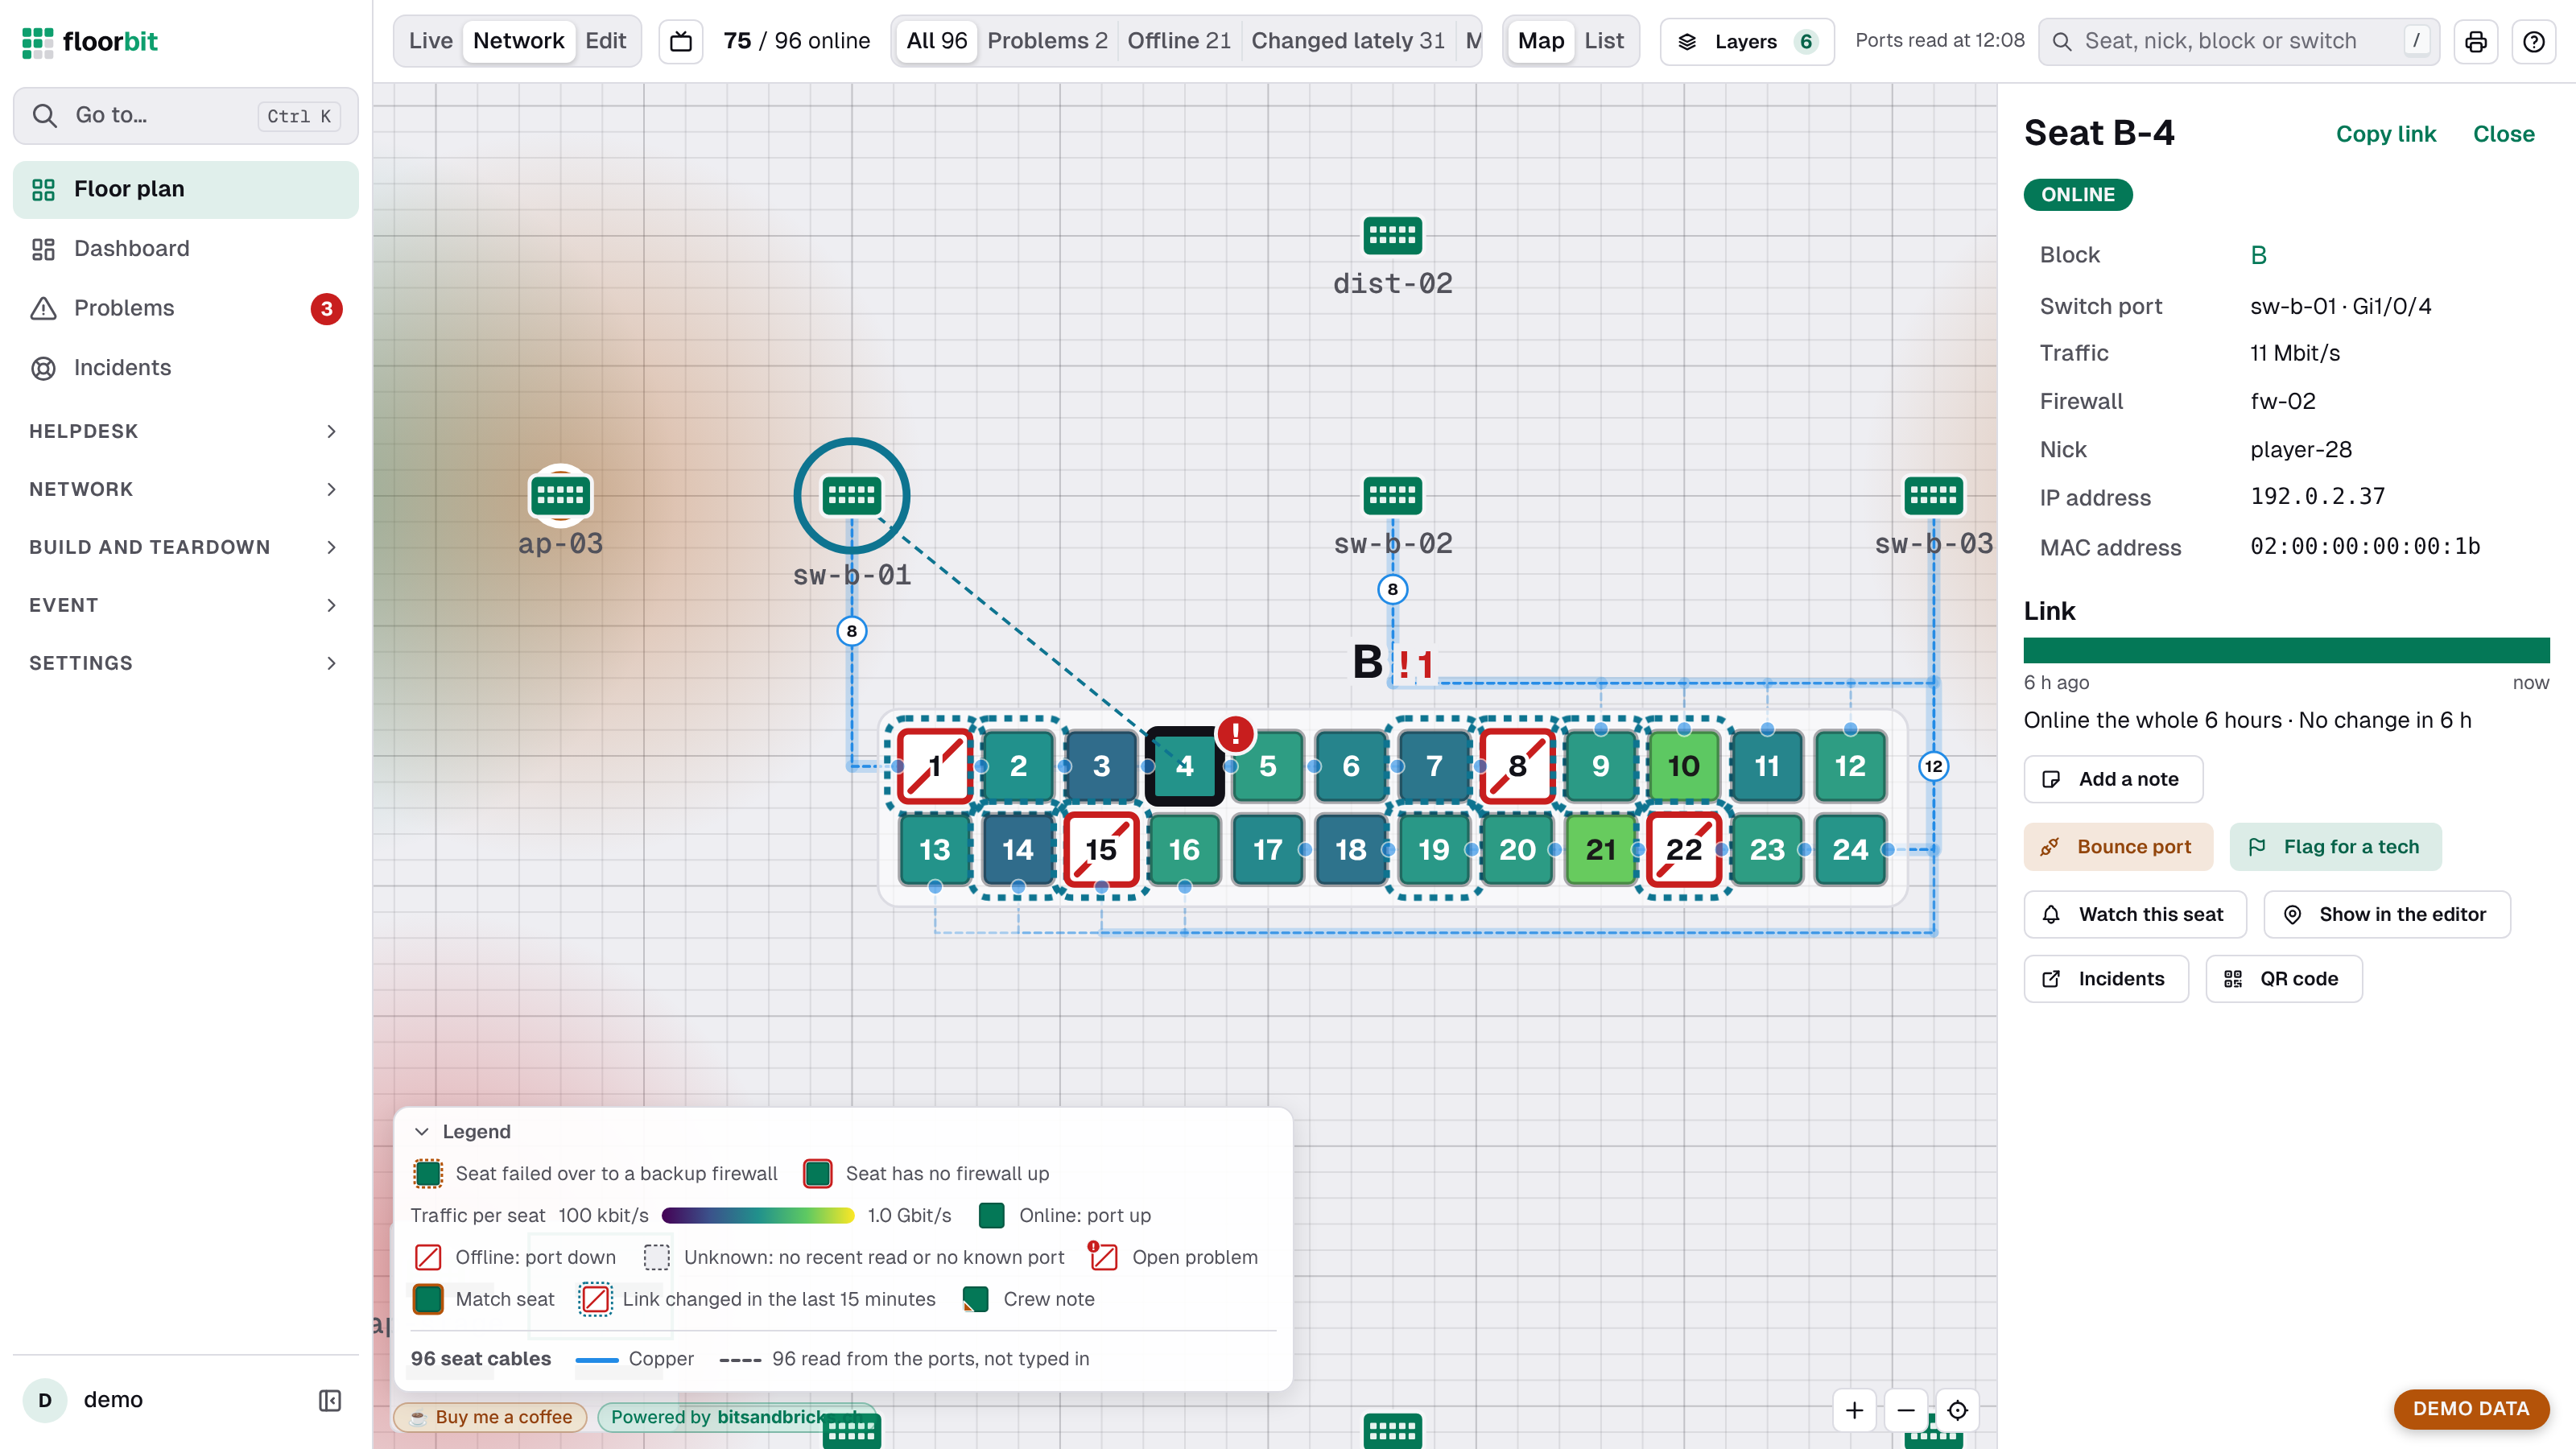 floorbit
Go to...
Ctrl K
Floor plan
Dashboard
Problems
3
Incidents
HELPDESK
NETWORK
BUILD AND TEARDOWN
EVENT
SETTINGS
D
demo
Live
Network
Edit
75 / 96 online
All 96
Problems 2
Offline 21
Changed lately 31
Map
List
Layers 6
Ports read at 12:08
Seat, nick, block or switch
/
dist-02
ap-03
sw-b-01
sw-b-02
sw-b-03
8
8
B !1
!
1 2 3 4 5 6 7 8 9 10 11 12
12
13 14 15 16 17 18 19 20 21 22 23 24
Legend
Seat failed over to a backup firewall
Seat has no firewall up
Traffic per seat 100 kbit/s 1.0 Gbit/s
Online: port up
Offline: port down
Unknown: no recent read or no known port
Open problem
Match seat
Link changed in the last 15 minutes
Crew note
96 seat cables
Copper
96 read from the ports, not typed in
Buy me a coffee
Powered by bitsandbricks.ch
Seat B-4
Copy link
Close
ONLINE
Block B
Switch port sw-b-01 · Gi1/0/4
Traffic 11 Mbit/s
Firewall fw-02
Nick player-28
IP address 192.0.2.37
MAC address 02:00:00:00:00:1b
Link
6 h ago
now
Online the whole 6 hours · No change in 6 h
Add a note
Bounce port
Flag for a tech
Watch this seat
Show in the editor
Incidents
QR code
DEMO DATA